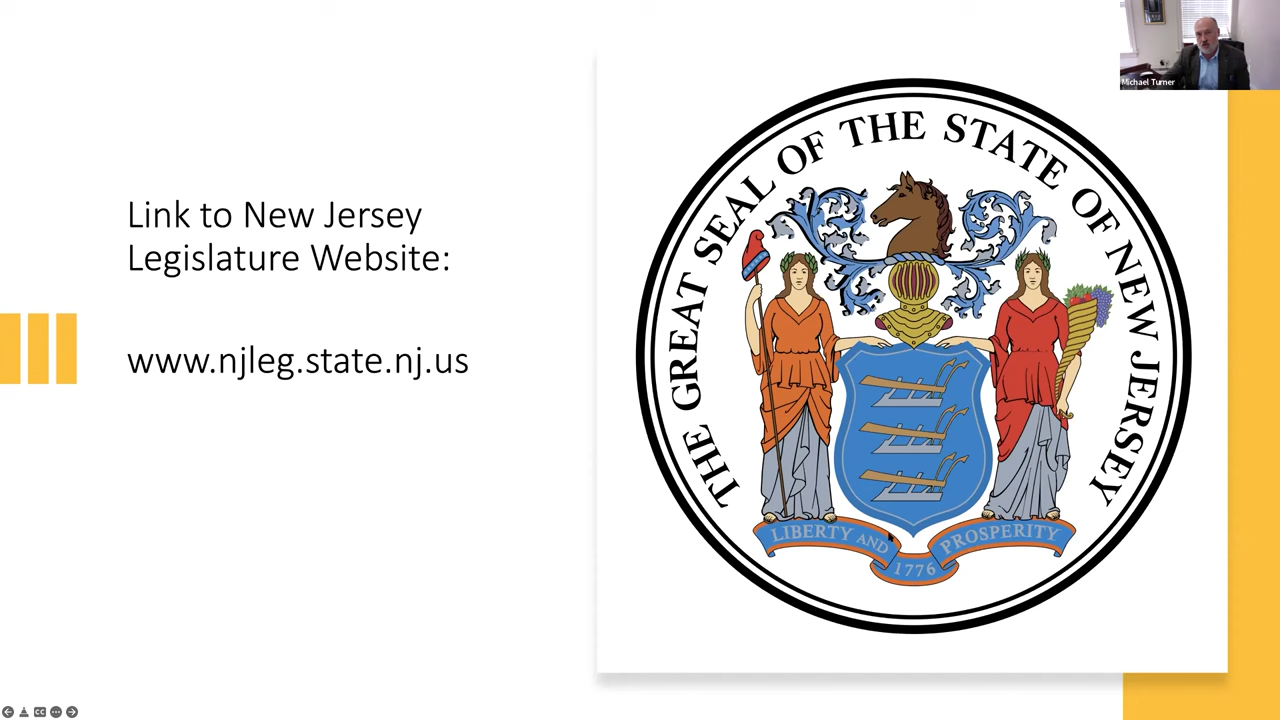 Link to New Jersey
Legislature Website:
www.njleg.state.nj.us
THE GREAT SEAL OF THE STATE OF NEW JERSEY
LIBERTY AND
PROSPERITY
1776
Michael Turner